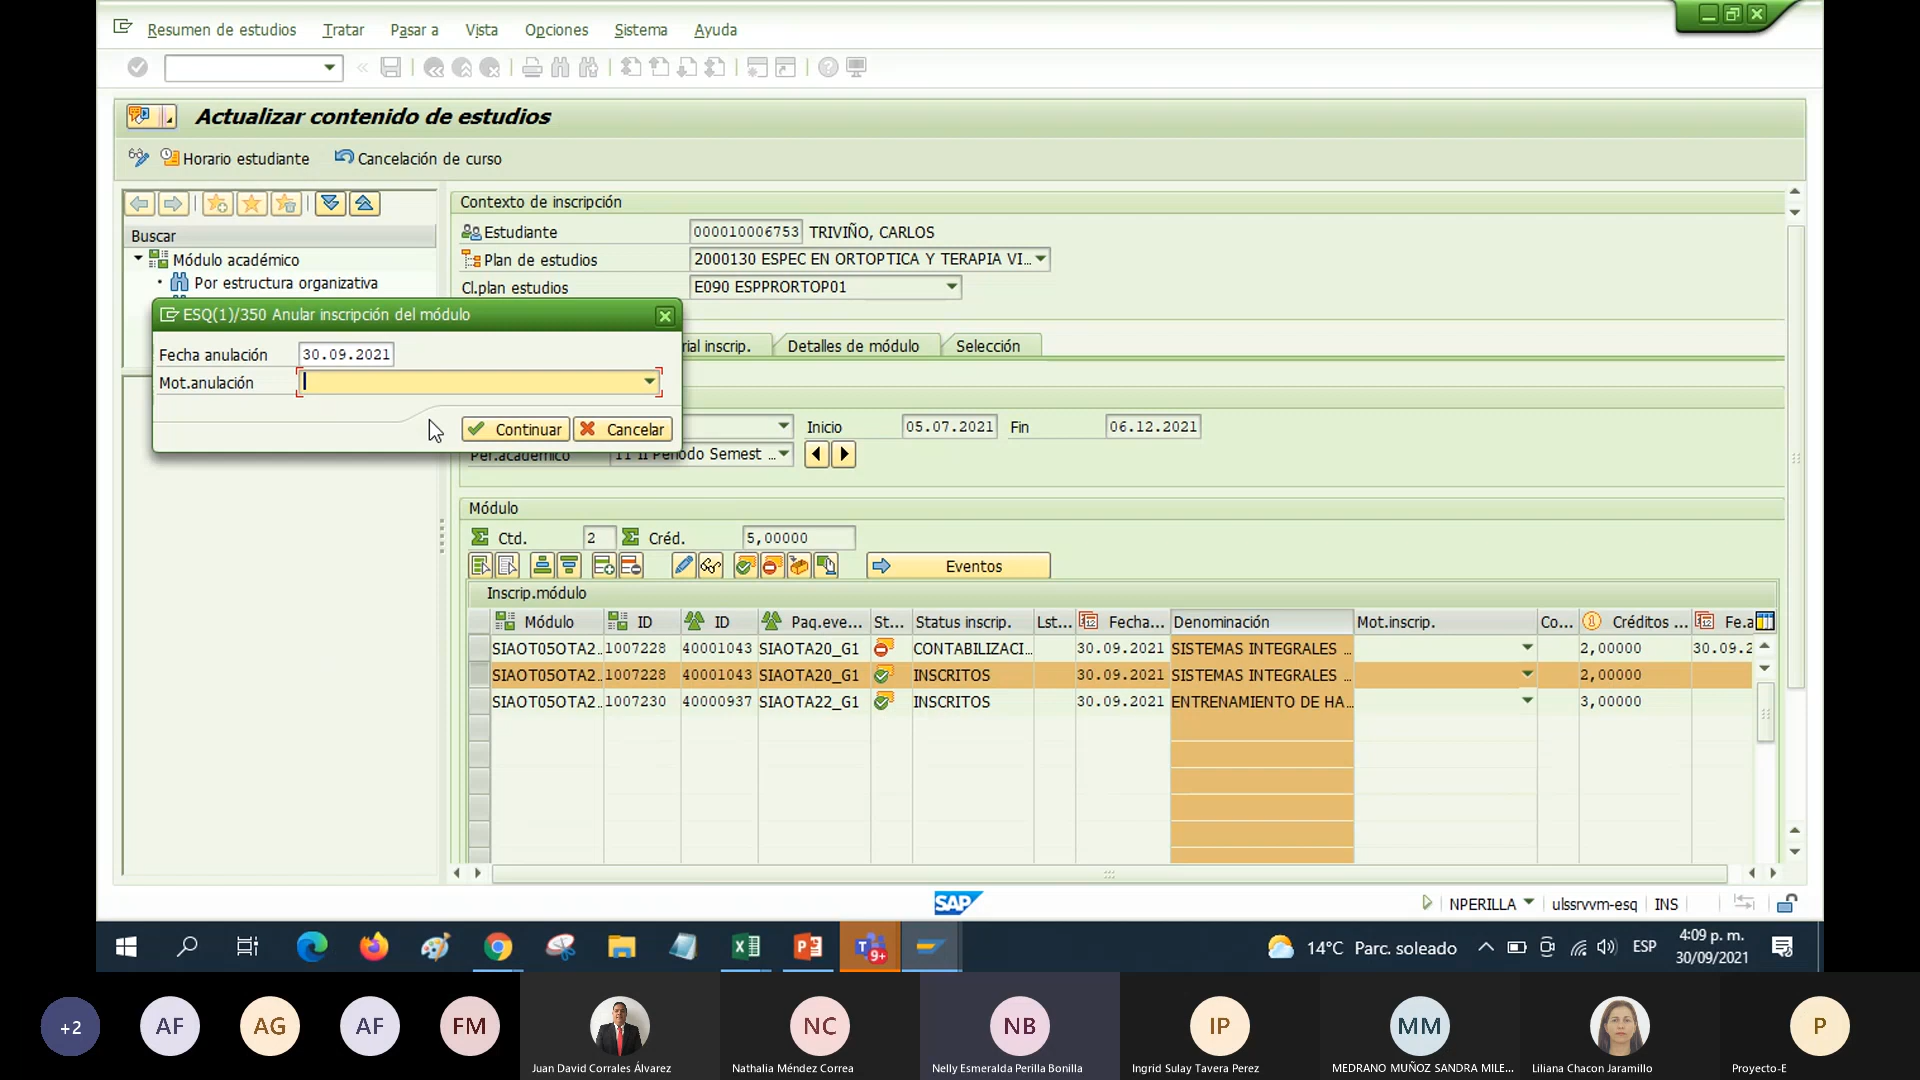 Resumen de estudios Tratar Pasar a Vista Opciones Sistema Ayuda
Actualizar contenido de estudios
Horario estudiante Cancelación de curso
Buscar
Módulo académico
Por estructura organizativa
Contexto de inscripción
Estudiante 000010006753 TRIVIÑO, CARLOS
Plan de estudios 2000130 ESPEC EN ORTOPTICA Y TERAPIA VI...
Cl.plan estudios E090 ESPPRORTOP01
ESQ(1)/350 Anular inscripción del módulo
Fecha anulación 30.09.2021
Mot.anulación
Continuar Cancelar
rial inscrip. Detalles de módulo Selección
Inicio 05.07.2021 Fin 06.12.2021
Per.académico 11 II Periodo Semest ...
Módulo
Ctd. 2 Créd. 5,00000
Eventos
Inscrip.módulo
Módulo ID ID Paq.eve... St... Status inscrip. Lst... Fecha... Denominación Mot.inscrip. Co... Créditos ... Fe.a
SIAOT05OTA2.. 1007228 40001043 SIAOTA20_G1 CONTABILIZACI... 30.09.2021 SISTEMAS INTEGRALES ... 2,00000 30.09.2
SIAOT05OTA2.. 1007228 40001043 SIAOTA20_G1 INSCRITOS 30.09.2021 SISTEMAS INTEGRALES ... 2,00000
SIAOT05OTA2.. 1007230 40000937 SIAOTA22_G1 INSCRITOS 30.09.2021 ENTRENAMIENTO DE HA... 3,00000
SAP
NPERILLA ulssrvvm-esq INS
9+
14°C Parc. soleado ESP
4:09 p. m.
30/09/2021
+2 AF AG AF FM NC NB IP MM P
Juan David Corrales Álvarez Nathalia Méndez Correa Nelly Esmeralda Perilla Bonilla Ingrid Sulay Tavera Perez MEDRANO MUÑOZ SANDRA MILE... Liliana Chacon Jaramillo Proyecto-E